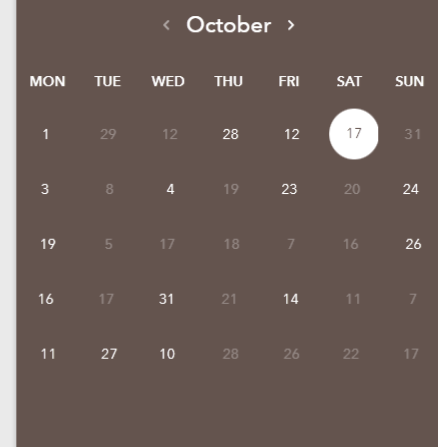 ‹ October ›
MON TUE WED THU FRI SAT SUN
1 29 12 28 12 17 31
3 8 4 19 23 20 24
19 5 17 18 7 16 26
16 17 31 21 14 11 7
11 27 10 28 26 22 17